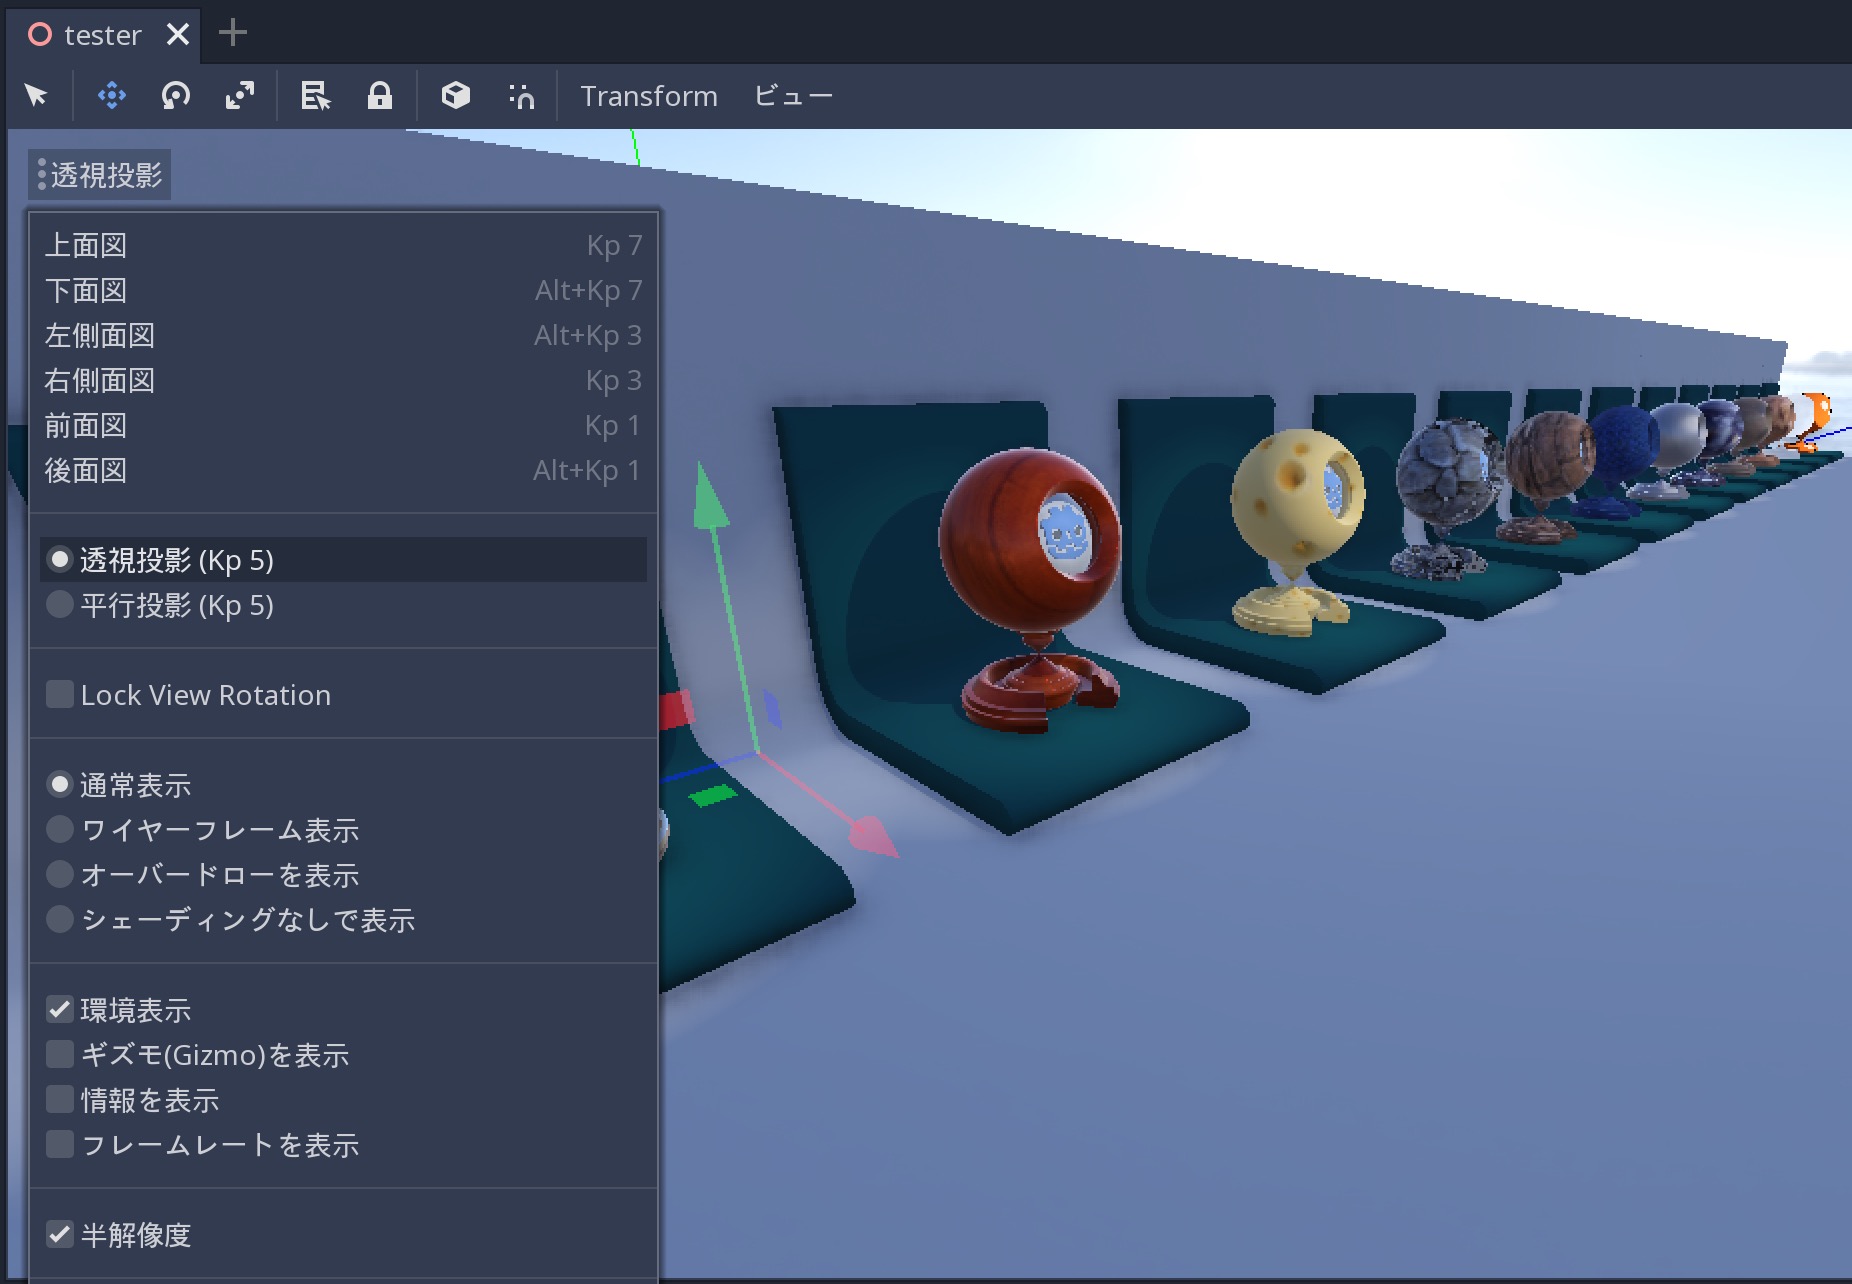 tester
Transform ビュー
透視投影
上面図 Kp 7
下面図 Alt+Kp 7
左側面図 Alt+Kp 3
右側面図 Kp 3
前面図 Kp 1
後面図 Alt+Kp 1
透視投影 (Kp 5)
平行投影 (Kp 5)
Lock View Rotation
通常表示
ワイヤーフレーム表示
オーバードローを表示
シェーディングなしで表示
環境表示
ギズモ(Gizmo)を表示
情報を表示
フレームレートを表示
半解像度